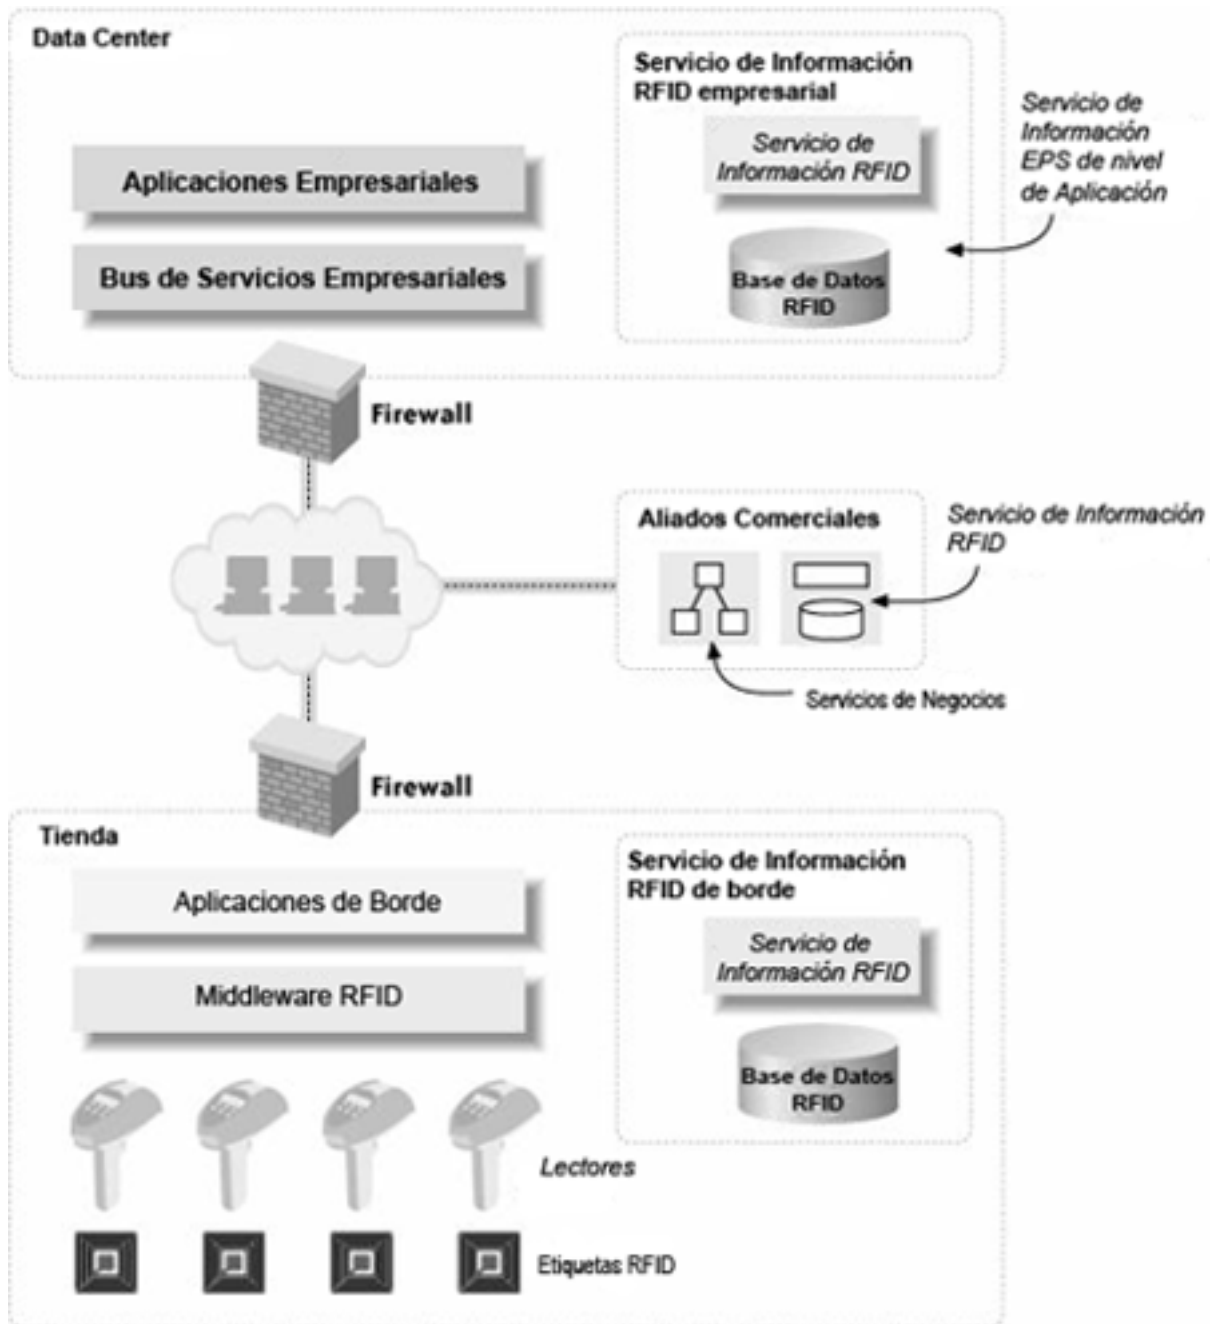 Data Center
Servicio de Información
RFID empresarial
Servicio de
Información RFID
Base de Datos
RFID
Servicio de
Información
EPS de nivel
de Aplicación
Aplicaciones Empresariales
Bus de Servicios Empresariales
Firewall
Aliados Comerciales
Servicio de Información
RFID
Servicios de Negocios
Firewall
Tienda
Aplicaciones de Borde
Middleware RFID
Servicio de Información
RFID de borde
Servicio de
Información RFID
Base de Datos
RFID
Lectores
Etiquetas RFID